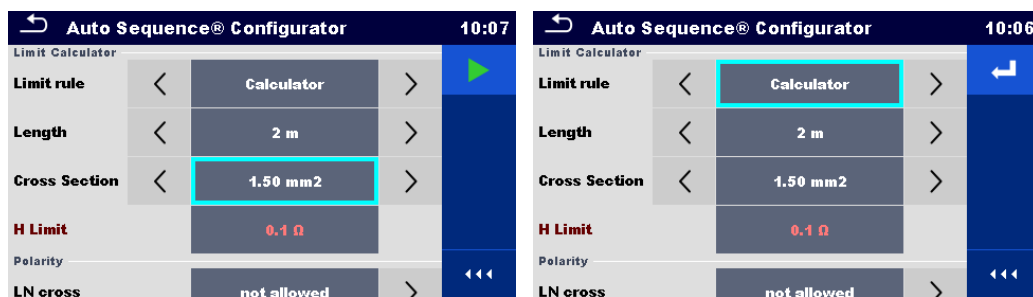 Auto Sequence® Configurator 10:07
Limit Calculator
Limit rule Calculator
Length 2 m
Cross Section 1.50 mm2
H Limit 0.1 Ω
Polarity
LN cross not allowed
Auto Sequence® Configurator 10:06
Limit Calculator
Limit rule Calculator
Length 2 m
Cross Section 1.50 mm2
H Limit 0.1 Ω
Polarity
LN cross not allowed